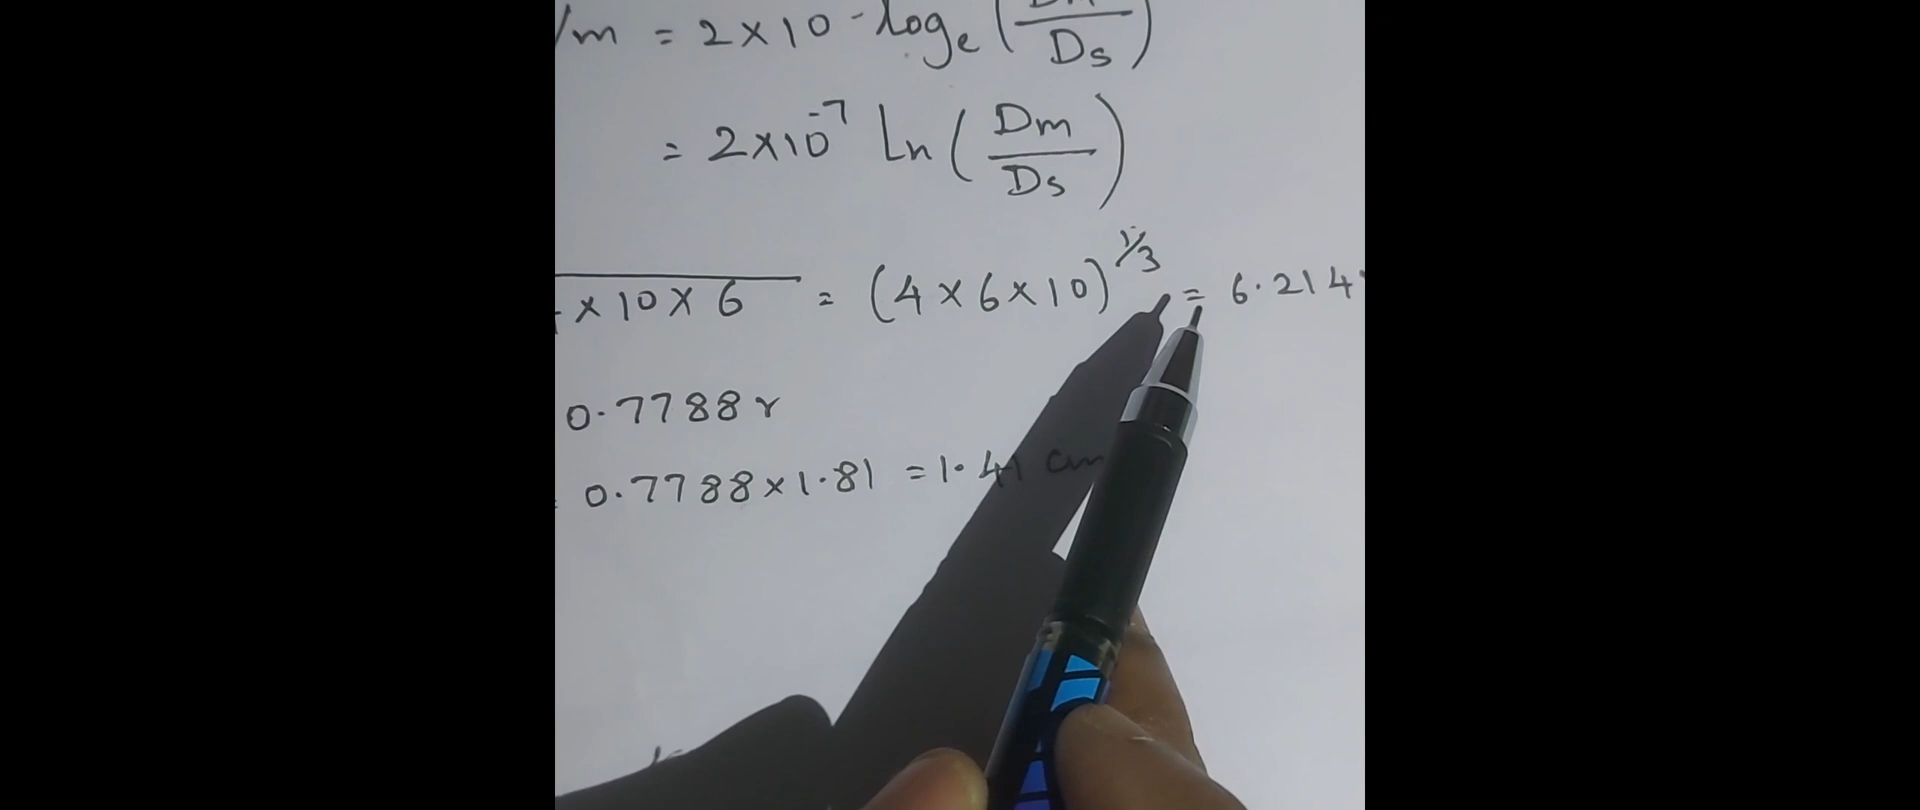 /m = 2×10⁻ logₑ (Dm/Ds)
= 2×10⁻⁷ Ln (Dm/Ds)
×10×6 = (4×6×10)^1/3 = 6.214
0.7788r
0.7788×1.81 = 1.41 cm